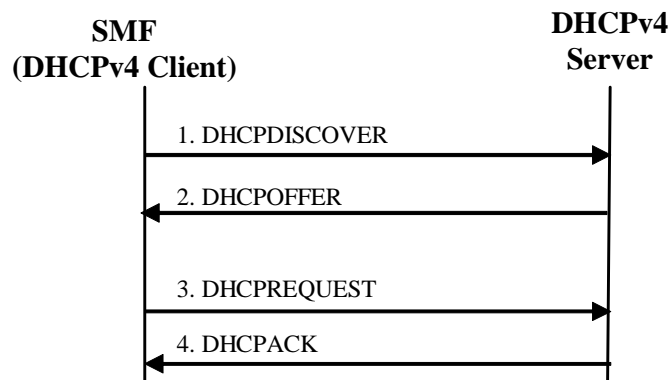 SMF
(DHCPv4 Client)
DHCPv4
Server
1. DHCPDISCOVER
2. DHCPOFFER
3. DHCPREQUEST
4. DHCPACK